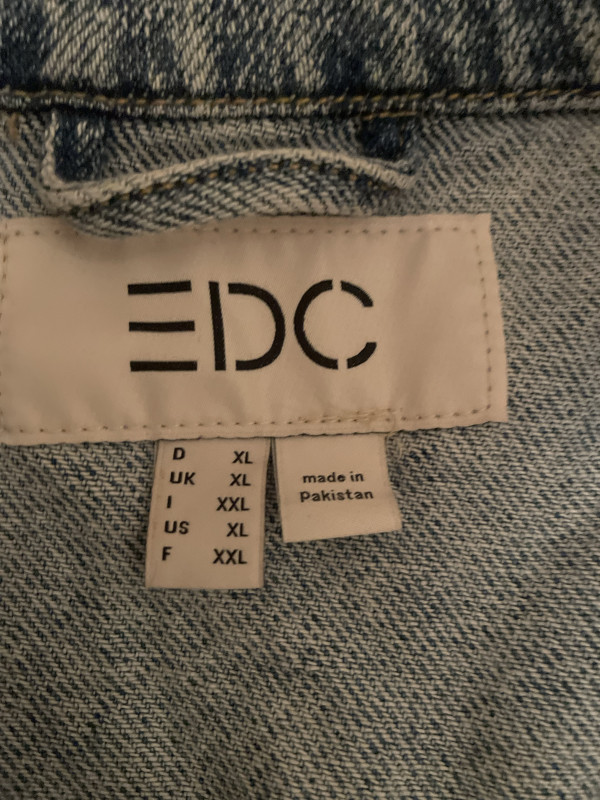 EDC
D XL
UK XL
I XXL
US XL
F XXL
made in
Pakistan